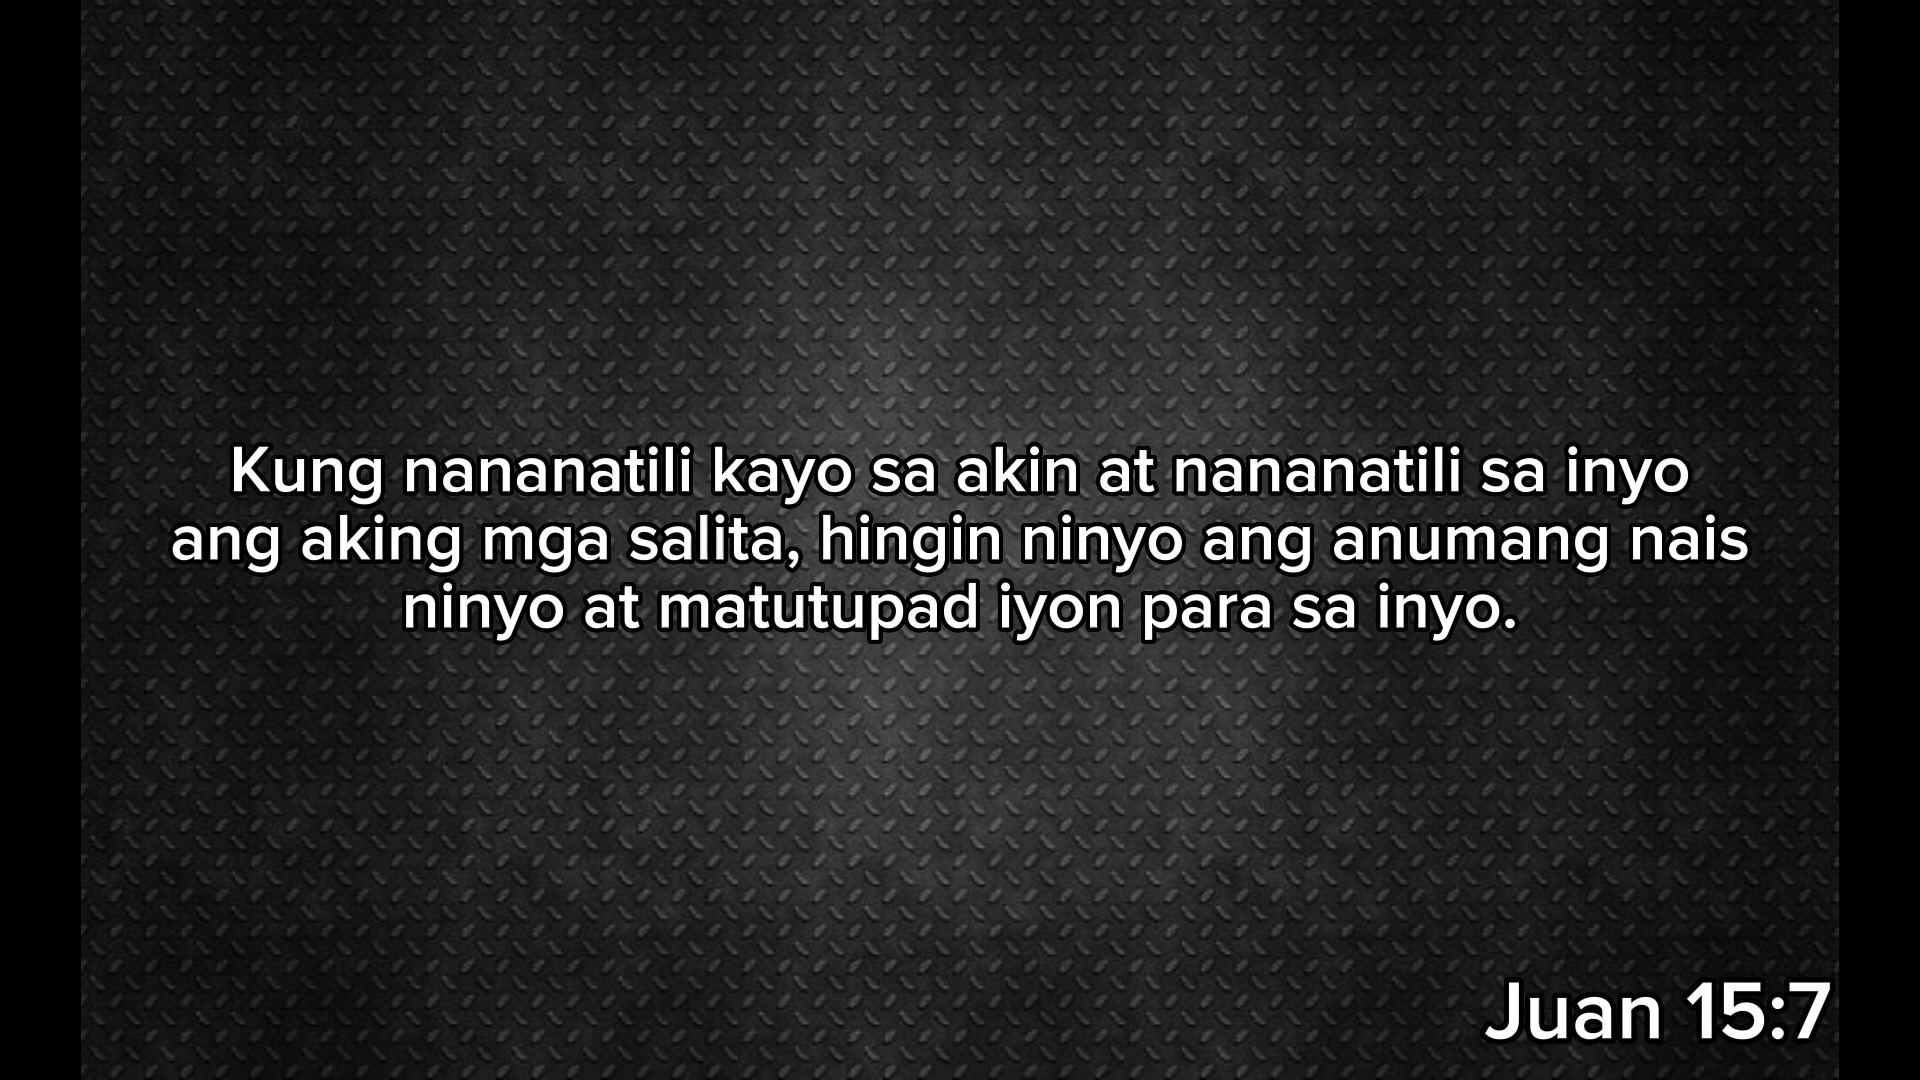 Kung nananatili kayo sa akin at nananatili sa inyo
ang aking mga salita, hingin ninyo ang anumang nais
ninyo at matutupad iyon para sa inyo.
Juan 15:7